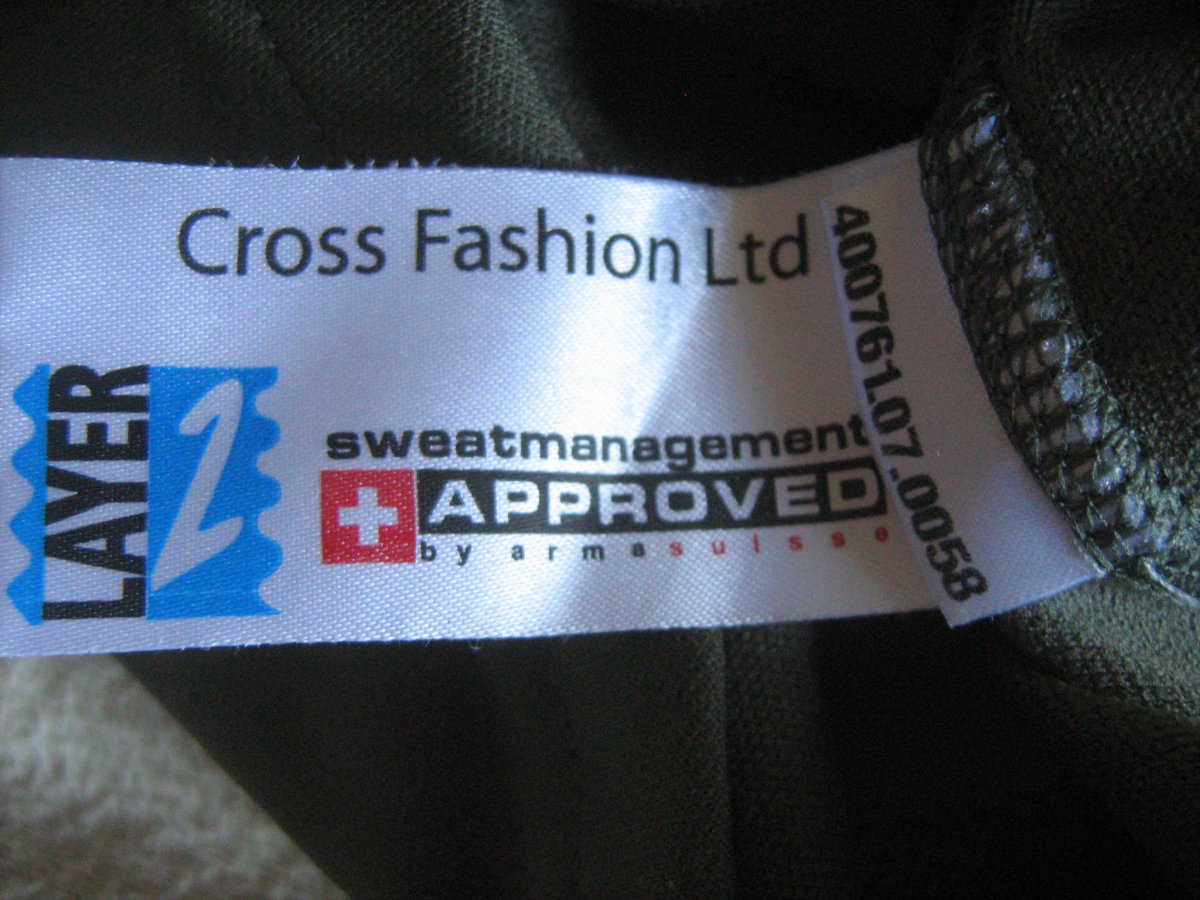 Cross Fashion Ltd
LAYER
2
sweatmanagement
APPROVED
by armasuisse
400761.07.0058